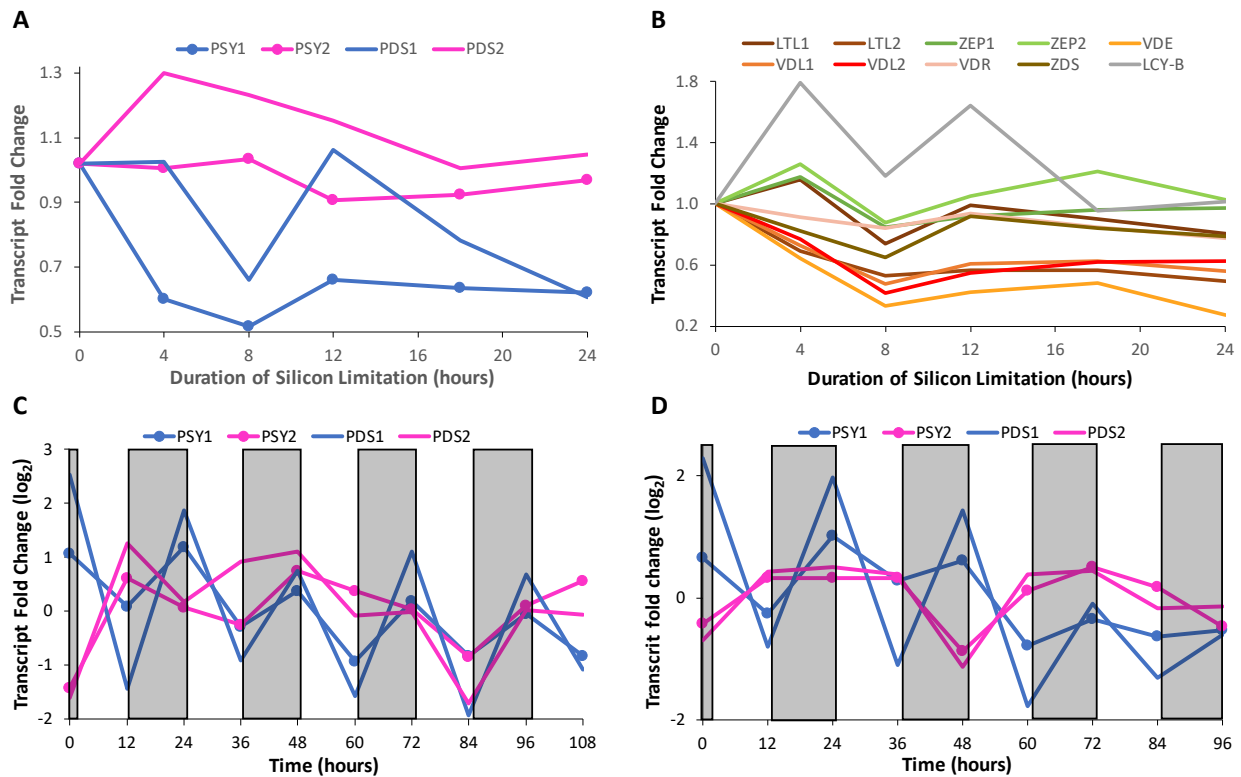 A
PSY1 PSY2 PDS1 PDS2
1.3
1.1
0.9
0.7
0.5
Transcript Fold Change
0 4 8 12 16 20 24
Duration of Silicon Limitation (hours)
B
LTL1 LTL2 ZEP1 ZEP2 VDE
VDL1 VDL2 VDR ZDS LCY-B
1.8
1.4
1.0
0.6
0.2
Transcript Fold Change
0 4 8 12 16 20 24
Duration of Silicon Limitation (hours)
C
PSY1 PSY2 PDS1 PDS2
3
2
1
0
-1
-2
Transcript Fold Change (log₂)
0 12 24 36 48 60 72 84 96 108
Time (hours)
D
PSY1 PSY2 PDS1 PDS2
2
0
-2
Transcript fold change (log₂)
0 12 24 36 48 60 72 84 96
Time (hours)